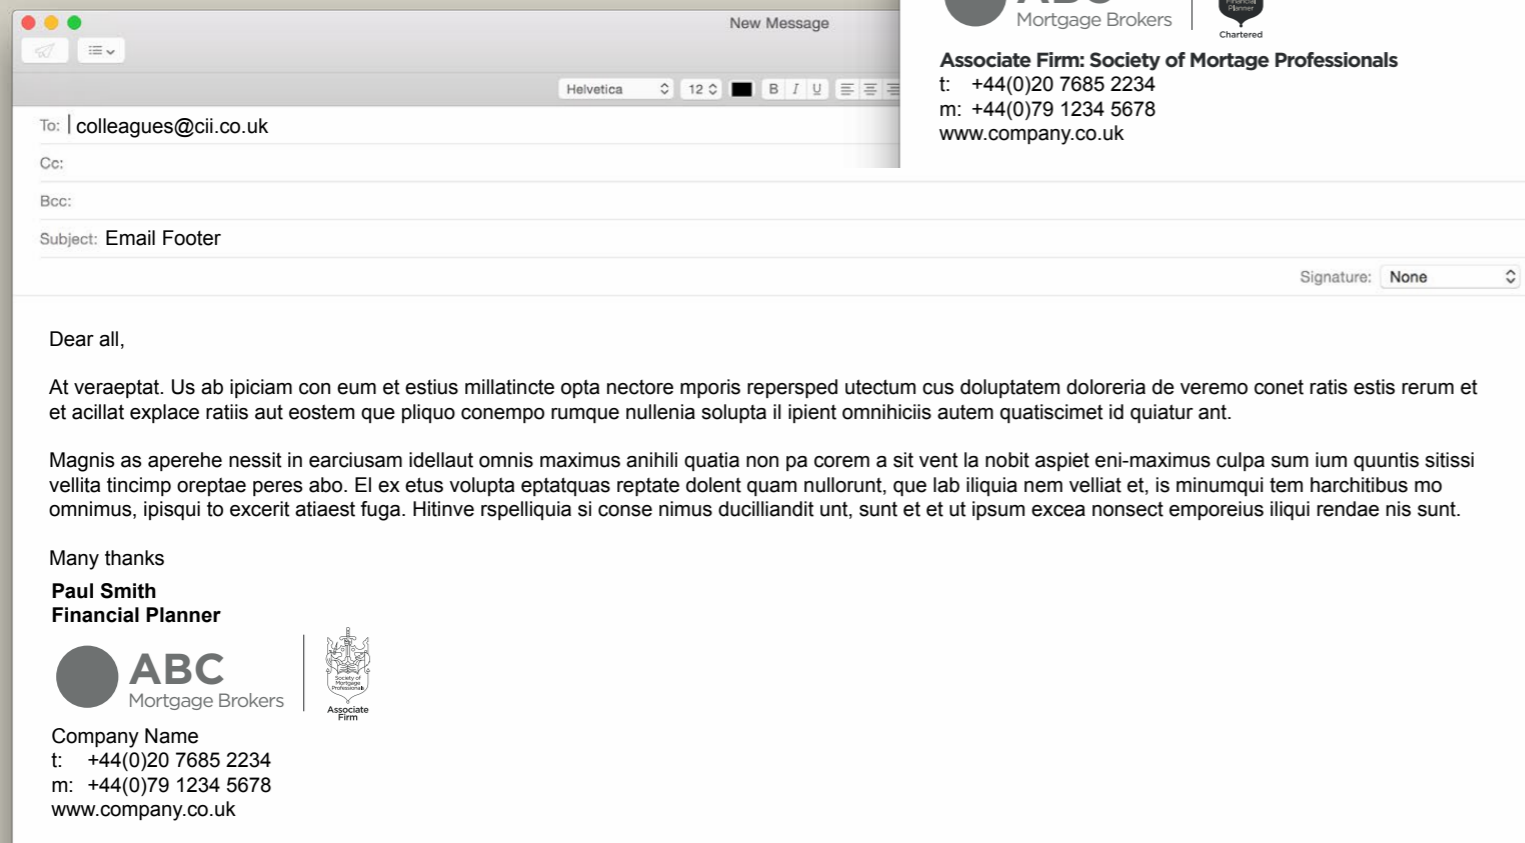 New Message
Helvetica
12
B I U
To: colleagues@cii.co.uk
Cc:
Bcc:
Subject: Email Footer
Signature: None
Mortgage Brokers
Financial
Planner
Chartered
Associate Firm: Society of Mortage Professionals
t: +44(0)20 7685 2234
m: +44(0)79 1234 5678
www.company.co.uk
Dear all,
At veraeptat. Us ab ipiciam con eum et estius millatincte opta nectore mporis repersped utectum cus doluptatem doloreria de veremo conet ratis estis rerum et
et acillat explace ratiis aut eostem que pliquo conempo rumque nullenia solupta il ipient omnihiciis autem quatiscimet id quiatur ant.
Magnis as aperehe nessit in earciusam idellaut omnis maximus anihili quatia non pa corem a sit vent la nobit aspiet eni-maximus culpa sum ium quuntis sitissi
vellita tincimp oreptae peres abo. El ex etus volupta eptatquas reptate dolent quam nullorunt, que lab iliquia nem velliat et, is minumqui tem harchitibus mo
omnimus, ipisqui to excerit atiaest fuga. Hitinve rspelliquia si conse nimus ducilliandit unt, sunt et et ut ipsum excea nonsect emporeius iliqui rendae nis sunt.
Many thanks
Paul Smith
Financial Planner
ABC
Mortgage Brokers
Society of
Mortgage
Professionals
Associate
Firm
Company Name
t: +44(0)20 7685 2234
m: +44(0)79 1234 5678
www.company.co.uk